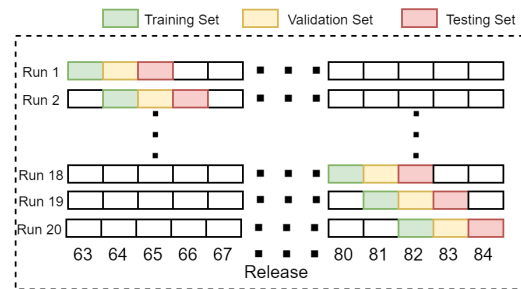 Training Set Validation Set Testing Set
Run 1
Run 2
Run 18
Run 19
Run 20
63 64 65 66 67 80 81 82 83 84
Release